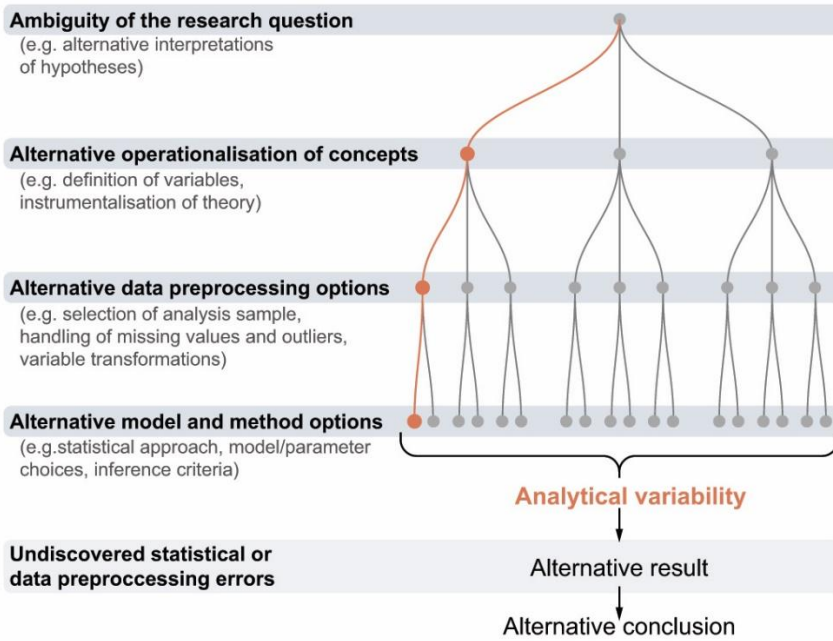 Ambiguity of the research question
(e.g. alternative interpretations
of hypotheses)
Alternative operationalisation of concepts
(e.g. definition of variables,
instrumentalisation of theory)
Alternative data preprocessing options
(e.g. selection of analysis sample,
handling of missing values and outliers,
variable transformations)
Alternative model and method options
(e.g.statistical approach, model/parameter
choices, inference criteria)
Analytical variability
Undiscovered statistical or
data preproccessing errors
Alternative result
Alternative conclusion